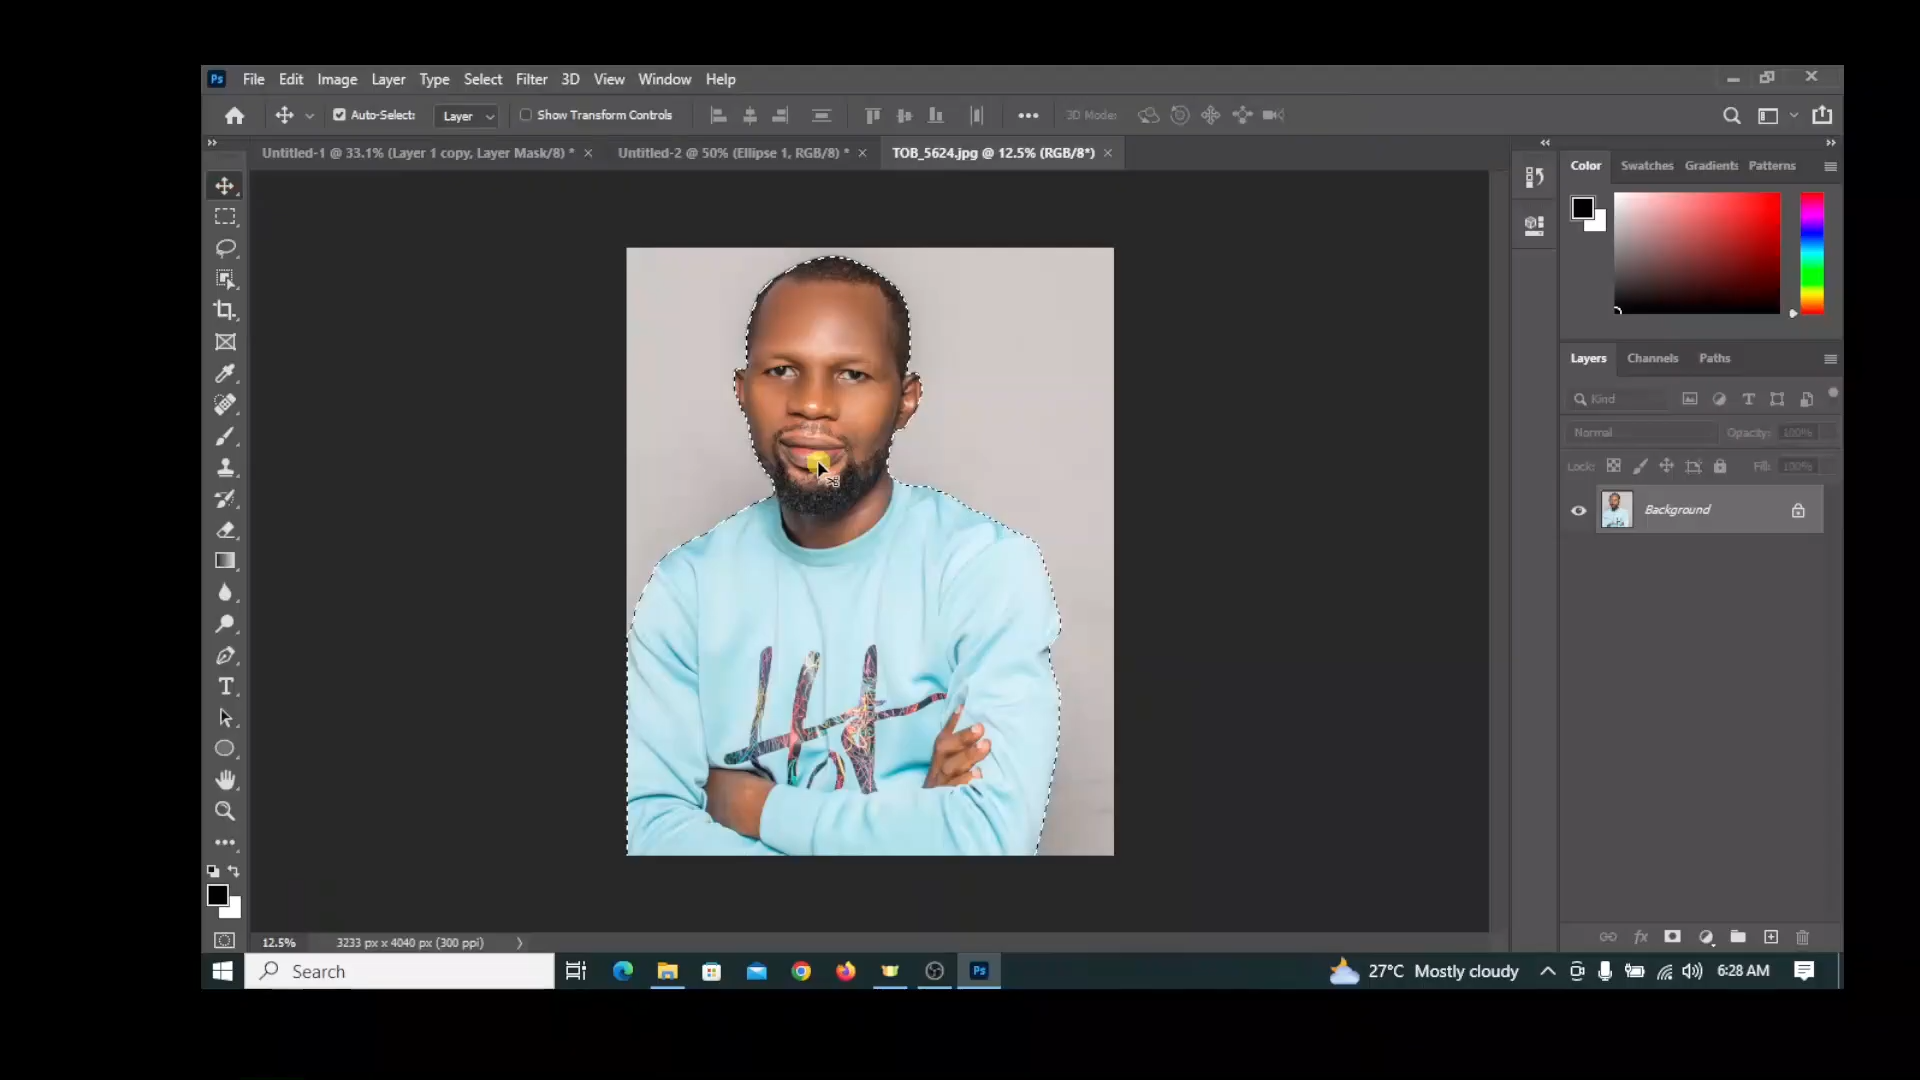 Ps File Edit Image Layer Type Select Filter 3D View Window Help
Auto-Select: Layer Show Transform Controls 3D Mode:
Untitled-1 @ 33.1% (Layer 1 copy, Layer Mask/8) * Untitled-2 @ 50% (Ellipse 1, RGB/8) * TOB_5624.jpg @ 12.5% (RGB/8*)
Color Swatches Gradients Patterns
Layers Channels Paths
Kind
Normal Opacity: 100%
Lock: Fill: 100%
Background
12.5% 3233 px x 4040 px (300 ppi)
Search 27°C Mostly cloudy 6:28 AM